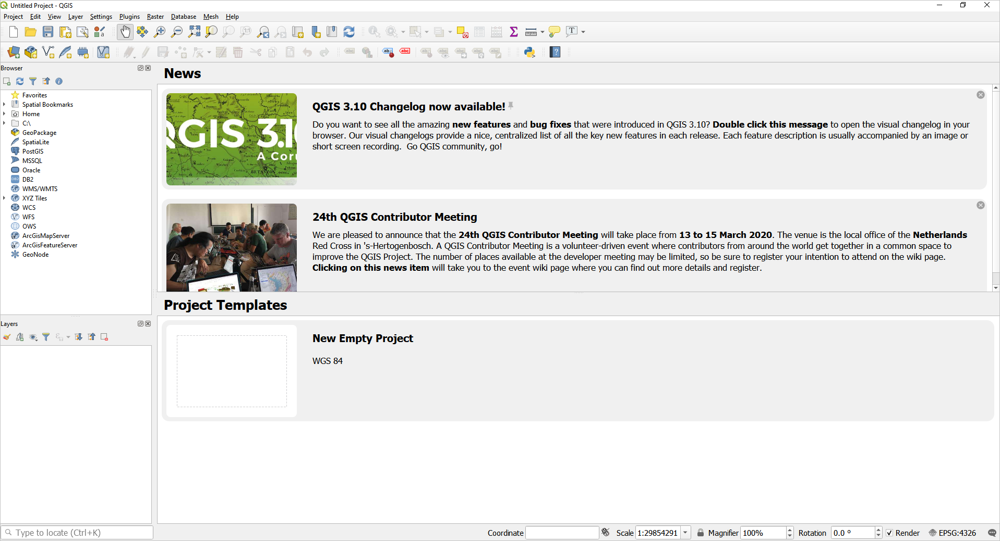 Untitled Project - QGIS
Project Edit View Layer Settings Plugins Raster Database Mesh Help
1:1
T
abc ab abc
?
Browser
Favorites
Spatial Bookmarks
Home
C:\
GeoPackage
SpatiaLite
PostGIS
MSSQL
Oracle
DB2 DB2
WMS/WMTS
XYZ Tiles
WCS
WFS
OWS
ArcGisMapServer
ArcGisFeatureServer
GeoNode
Layers
Type to locate (Ctrl+K)
News
QGIS 3.10
A Coru
BETANZOS
QGIS 3.10 Changelog now available!
Do you want to see all the amazing new features and bug fixes that were introduced in QGIS 3.10? Double click this message to open the visual changelog in your
browser. Our visual changelogs provide a nice, centralized list of all the key new features in each release. Each feature description is usually accompanied by an image or
short screen recording.  Go QGIS community, go!
24th QGIS Contributor Meeting
We are pleased to announce that the 24th QGIS Contributor Meeting will take place from 13 to 15 March 2020. The venue is the local office of the Netherlands
Red Cross in 's-Hertogenbosch. A QGIS Contributor Meeting is a volunteer-driven event where contributors from around the world get together in a common space to
improve the QGIS Project. The number of places available at the developer meeting may be limited, so be sure to register your intention to attend on the wiki page.
Clicking on this news item will take you to the event wiki page where you can find out more details and register.
Project Templates
New Empty Project
WGS 84
Coordinate Scale 1:29854291 Magnifier 100% Rotation 0.0 ° Render EPSG:4326